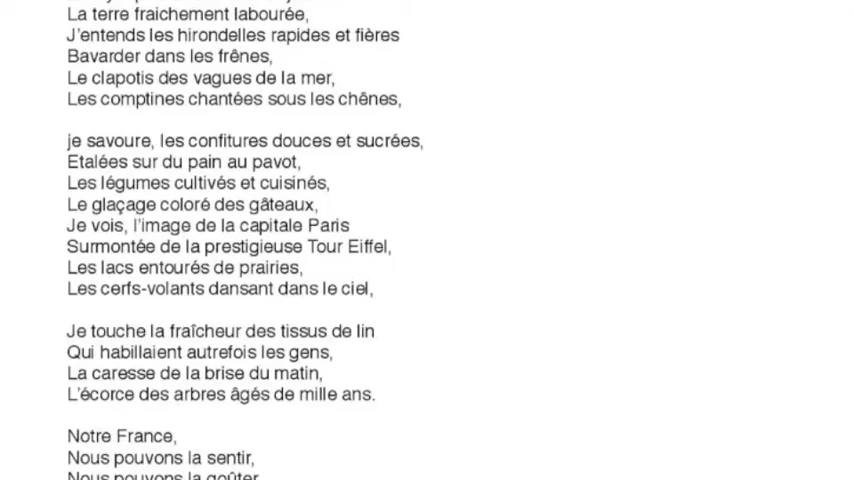 La terre fraichement labourée,
J'entends les hirondelles rapides et fières
Bavarder dans les frênes,
Le clapotis des vagues de la mer,
Les comptines chantées sous les chênes,
je savoure, les confitures douces et sucrées,
Etalées sur du pain au pavot,
Les légumes cultivés et cuisinés,
Le glaçage coloré des gâteaux,
Je vois, l'image de la capitale Paris
Surmontée de la prestigieuse Tour Eiffel,
Les lacs entourés de prairies,
Les cerfs-volants dansant dans le ciel,
Je touche la fraîcheur des tissus de lin
Qui habillaient autrefois les gens,
La caresse de la brise du matin,
L'écorce des arbres âgés de mille ans.
Notre France,
Nous pouvons la sentir,
Nous pouvons la goûter